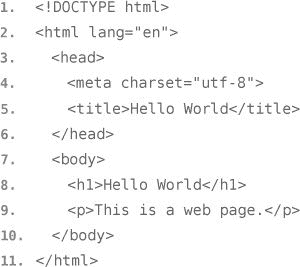 1. <!DOCTYPE html>
2. <html lang="en">
3.   <head>
4.     <meta charset="utf-8">
5.     <title>Hello World</title>
6.   </head>
7.   <body>
8.     <h1>Hello World</h1>
9.     <p>This is a web page.</p>
10.   </body>
11. </html>